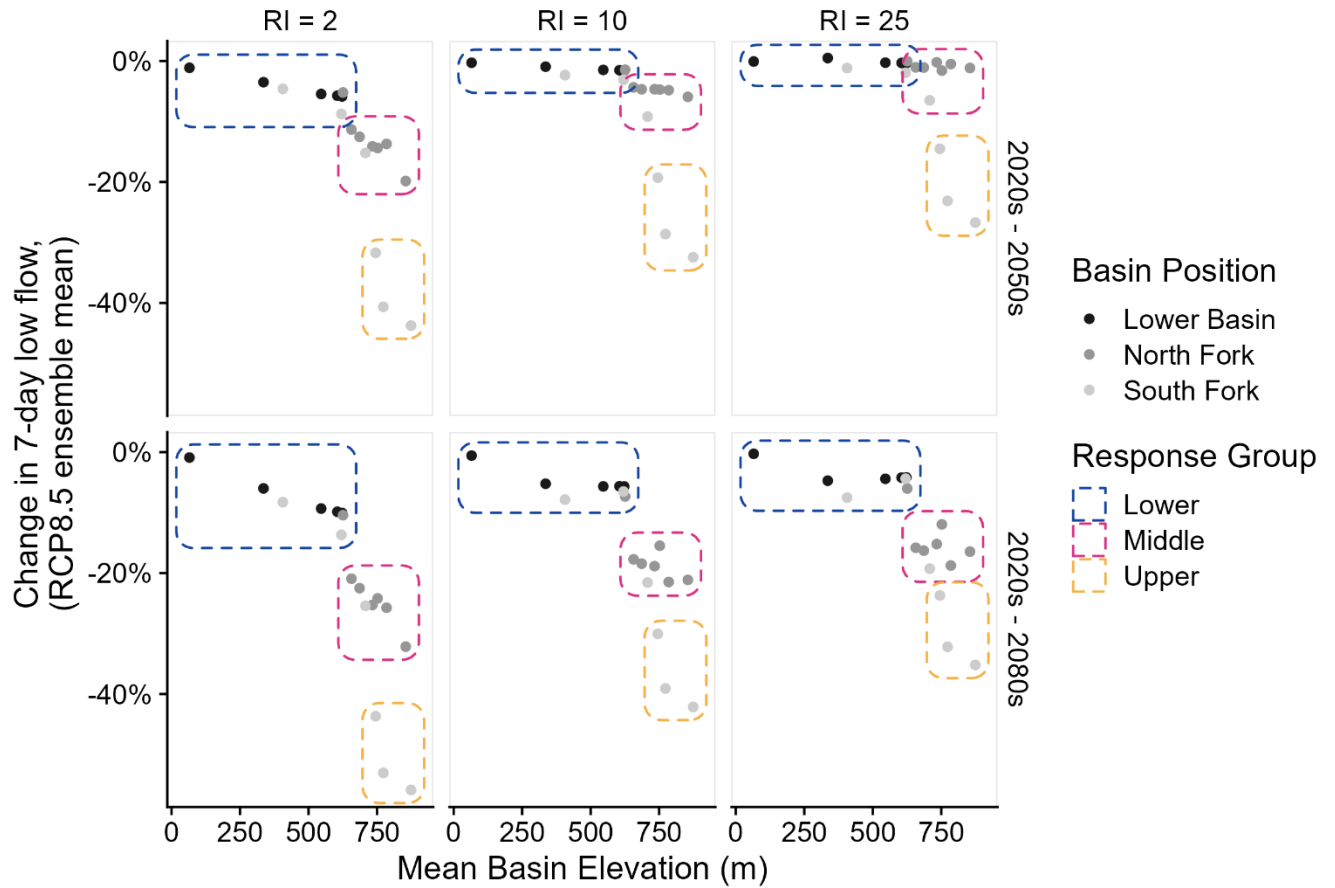 RI = 2
RI = 10
RI = 25
Change in 7-day low flow,
(RCP8.5 ensemble mean)
0%
-20%
-40%
2020s - 2050s
0%
-20%
-40%
2020s - 2080s
0
250
500
750
0
250
500
750
0
250
500
750
Mean Basin Elevation (m)
Basin Position
Lower Basin
North Fork
South Fork
Response Group
Lower
Middle
Upper